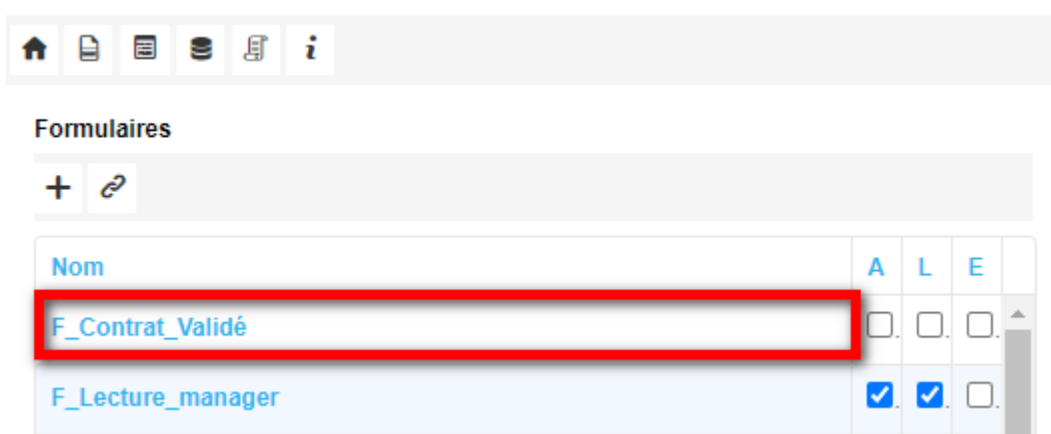 Formulaires
Nom A L E
F_Contrat_Validé
F_Lecture_manager